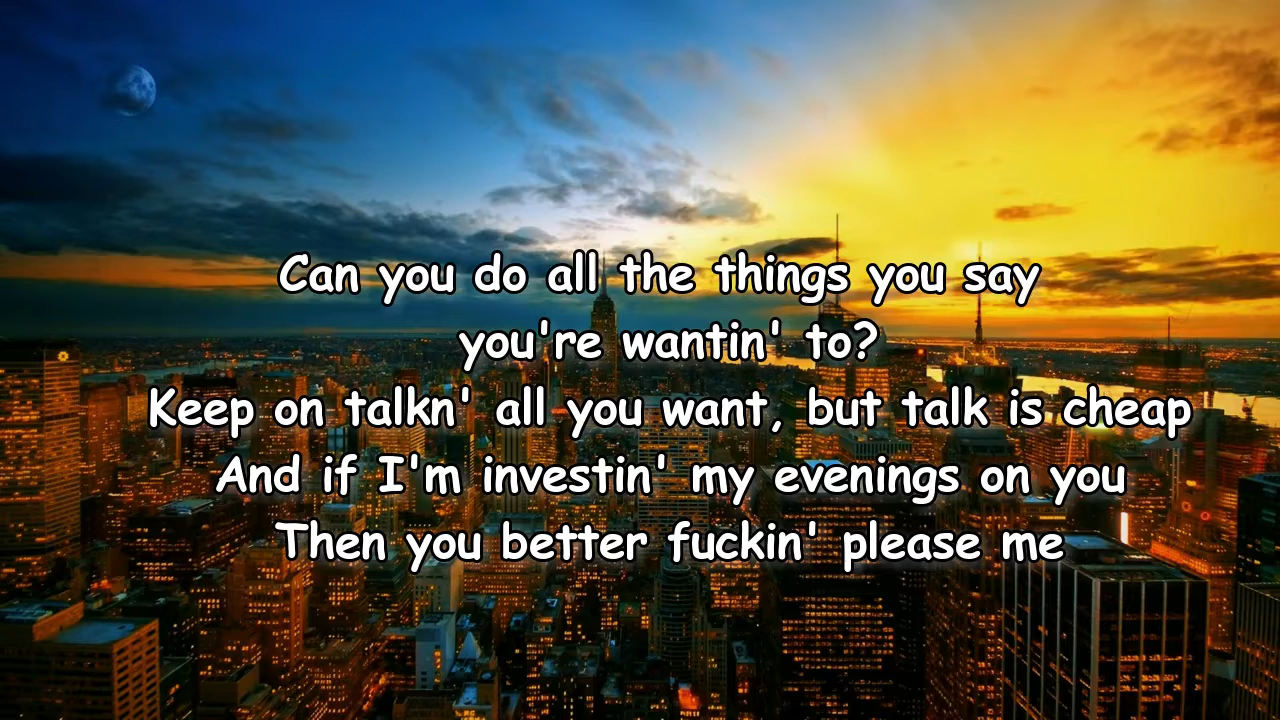 Can you do all the things you say
you're wantin' to?
Keep on talkn' all you want, but talk is cheap
And if I'm investin' my evenings on you
Then you better fuckin' please me